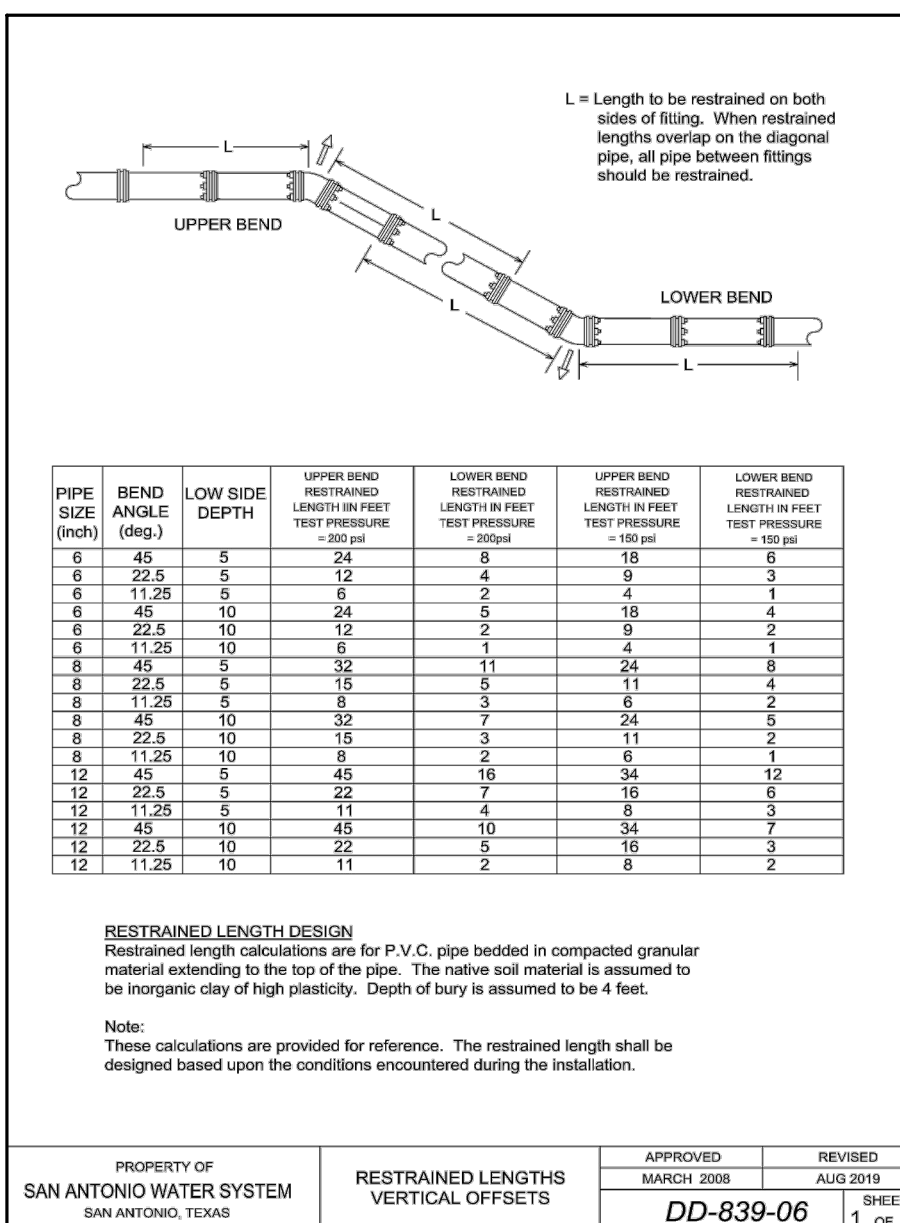 L = Length to be restrained on both
sides of fitting. When restrained
lengths overlap on the diagonal
pipe, all pipe between fittings
should be restrained.
L
UPPER BEND
L
L
LOWER BEND
L
PIPE SIZE (inch) BEND ANGLE (deg.) LOW SIDE DEPTH UPPER BEND RESTRAINED LENGTH IIN FEET TEST PRESSURE = 200 psi LOWER BEND RESTRAINED LENGTH IN FEET TEST PRESSURE = 200psi UPPER BEND RESTRAINED LENGTH IN FEET TEST PRESSURE = 150 psi LOWER BEND RESTRAINED LENGTH IN FEET TEST PRESSURE = 150 psi
6 45 5 24 8 18 6
6 22.5 5 12 4 9 3
6 11.25 5 6 2 4 1
6 45 10 24 5 18 4
6 22.5 10 12 2 9 2
6 11.25 10 6 1 4 1
8 45 5 32 11 24 8
8 22.5 5 15 5 11 4
8 11.25 5 8 3 6 2
8 45 10 32 7 24 5
8 22.5 10 15 3 11 2
8 11.25 10 8 2 6 1
12 45 5 45 16 34 12
12 22.5 5 22 7 16 6
12 11.25 5 11 4 8 3
12 45 10 45 10 34 7
12 22.5 10 22 5 16 3
12 11.25 10 11 2 8 2
RESTRAINED LENGTH DESIGN
Restrained length calculations are for P.V.C. pipe bedded in compacted granular
material extending to the top of the pipe. The native soil material is assumed to
be inorganic clay of high plasticity. Depth of bury is assumed to be 4 feet.
Note:
These calculations are provided for reference. The restrained length shall be
designed based upon the conditions encountered during the installation.
PROPERTY OF
SAN ANTONIO WATER SYSTEM
SAN ANTONIO, TEXAS
RESTRAINED LENGTHS
VERTICAL OFFSETS
APPROVED REVISED
MARCH 2008 AUG 2019
DD-839-06
SHEE
1 OF